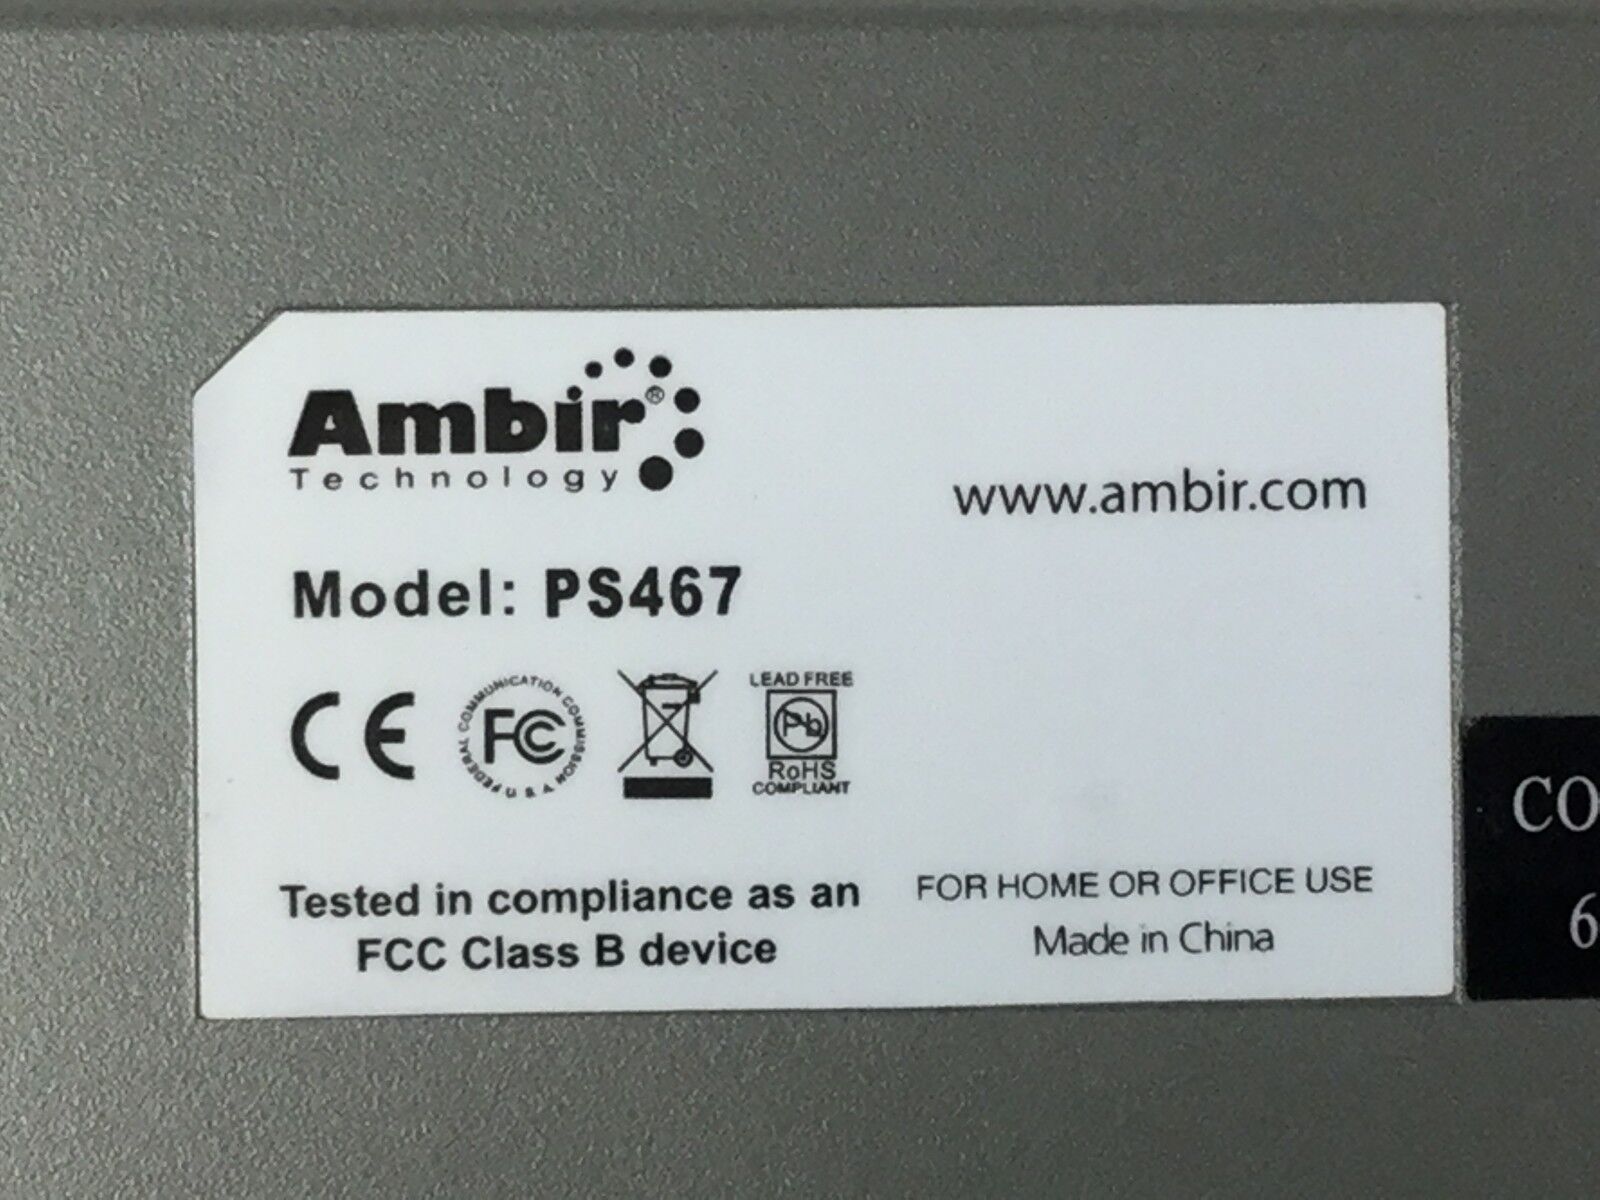 Ambir®
Technology
www.ambir.com
Model: PS467
CE
FEDERAL COMMUNICATION COMMISSION
FC
U S A
LEAD FREE
Pb
RoHS
COMPLIANT
Tested in compliance as an
FCC Class B device
FOR HOME OR OFFICE USE
Made in China
CO
6